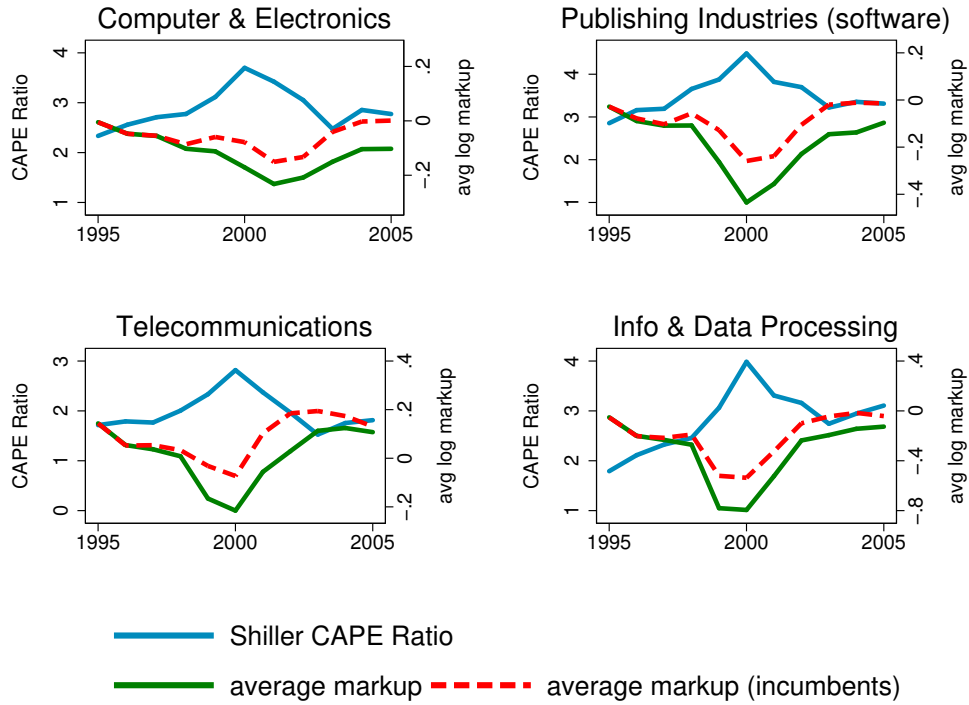 Computer & Electronics
CAPE Ratio
4
3
2
1
.2
0
-.2
avg log markup
1995 2000 2005
Publishing Industries (software)
CAPE Ratio
4
3
2
1
.2
0
-.2
-.4
avg log markup
1995 2000 2005
Telecommunications
CAPE Ratio
3
2
1
0
.4
.2
0
-.2
avg log markup
1995 2000 2005
Info & Data Processing
CAPE Ratio
4
3
2
1
.4
0
-.4
-.8
avg log markup
1995 2000 2005
Shiller CAPE Ratio
average markup average markup (incumbents)